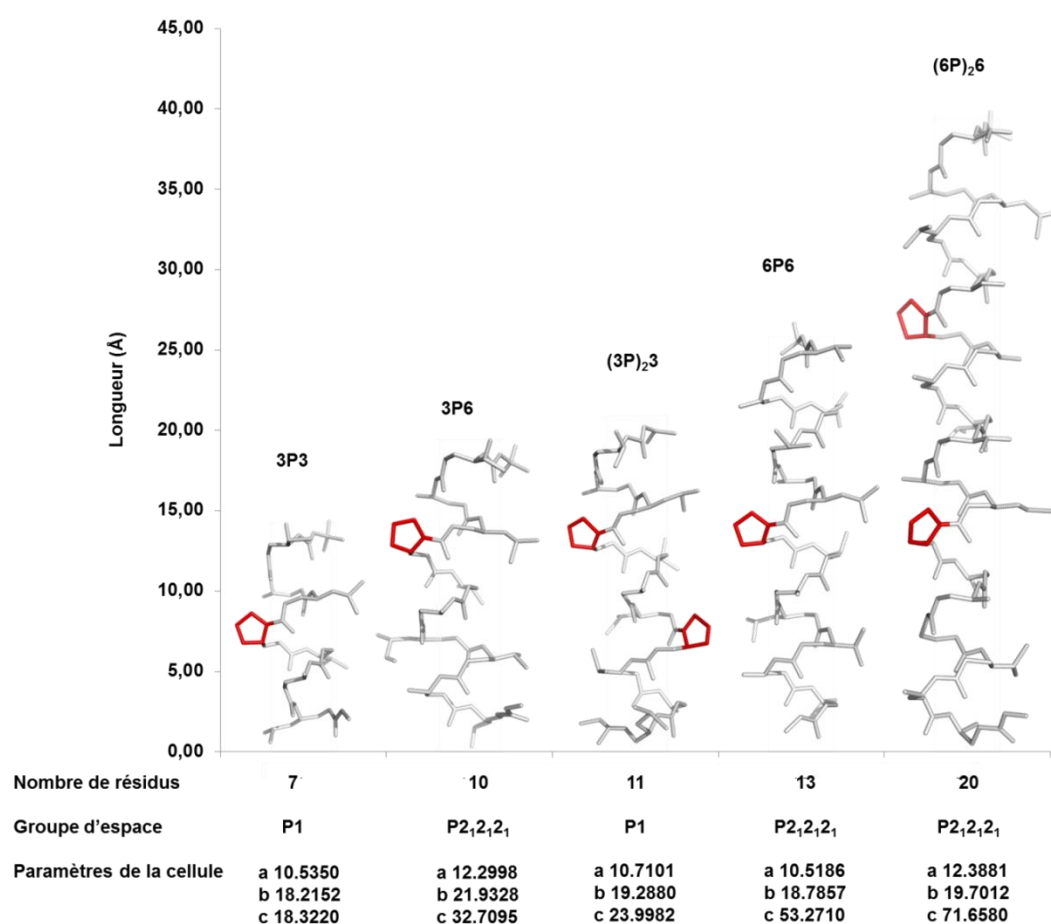 45,00
(6P)₂6
40,00
35,00
30,00
6P6
25,00
(3P)₂3
Longueur (Å)
3P6
20,00
3P3
15,00
10,00
5,00
0,00
Nombre de résidus 7 10 11 13 20
Groupe d’espace P1 P2₁2₁2₁ P1 P2₁2₁2₁ P2₁2₁2₁
Paramètres de la cellule a 10.5350 a 12.2998 a 10.7101 a 10.5186 a 12.3881
b 18.2152 b 21.9328 b 19.2880 b 18.7857 b 19.7012
c 18.3220 c 32.7095 c 23.9982 c 53.2710 c 71.6580